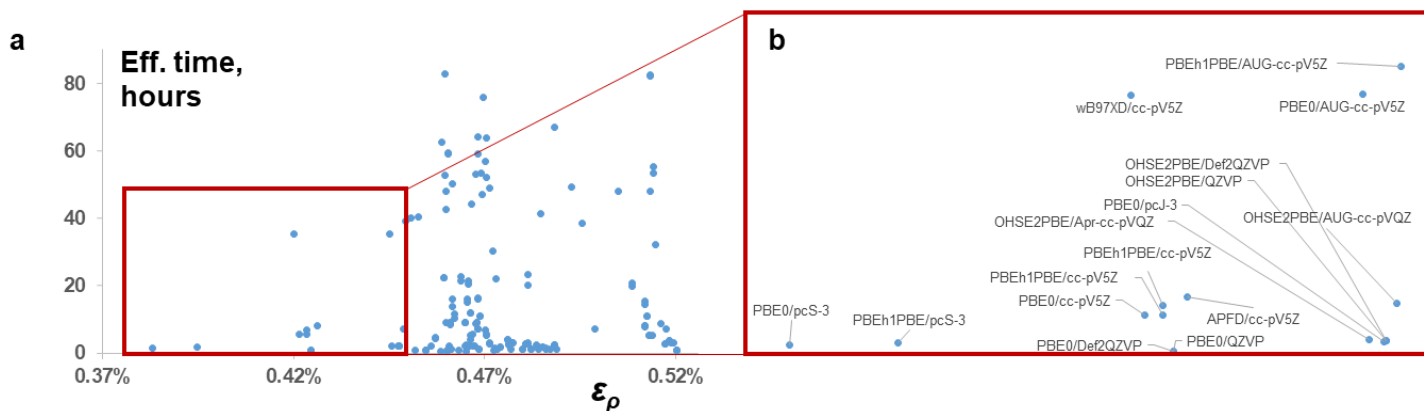 a
Eff. time,
hours
80
60
40
20
0
0.37%
0.42%
0.47%
0.52%
ερ
b
PBEh1PBE/AUG-cc-pV5Z
wB97XD/cc-pV5Z
PBE0/AUG-cc-pV5Z
OHSE2PBE/Def2QZVP
OHSE2PBE/QZVP
PBE0/pcJ-3
OHSE2PBE/Apr-cc-pVQZ
OHSE2PBE/AUG-cc-pVQZ
PBEh1PBE/cc-pV5Z
PBEh1PBE/cc-pV5Z
PBE0/cc-pV5Z
APFD/cc-pV5Z
PBE0/pcS-3
PBEh1PBE/pcS-3
PBE0/Def2QZVP
PBE0/QZVP